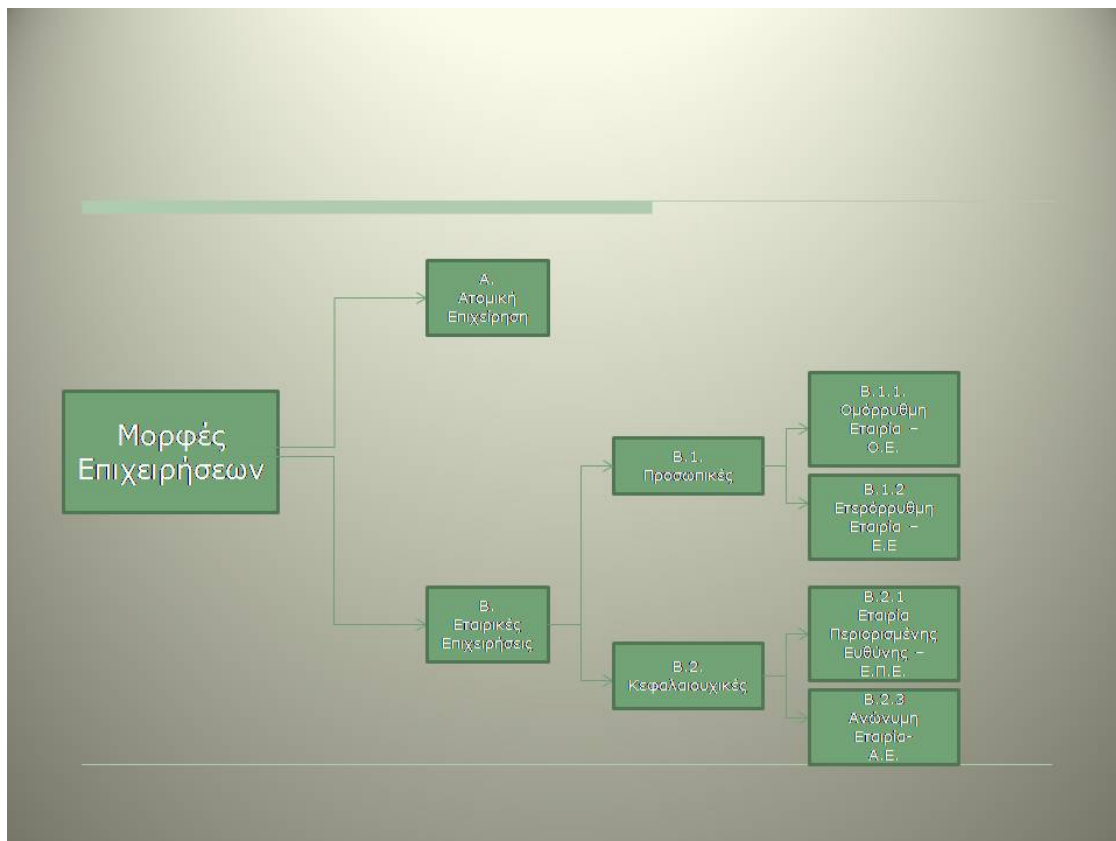 Α.
Ατομική
Επιχείρηση
Μορφές
Επιχειρήσεων
Β.
Εταιρικές
Επιχειρήσεις
Β.1.
Προσωπικές
Β.1.1.
Ομόρρυθμη
Εταιρία –
Ο.Ε.
Β.1.2
Ετερόρρυθμη
Εταιρία –
Ε.Ε
Β.2.
Κεφαλαιουχικές
Β.2.1
Εταιρία
Περιορισμένης
Ευθύνης –
Ε.Π.Ε.
Β.2.3
Ανώνυμη
Εταιρία-
Α.Ε.